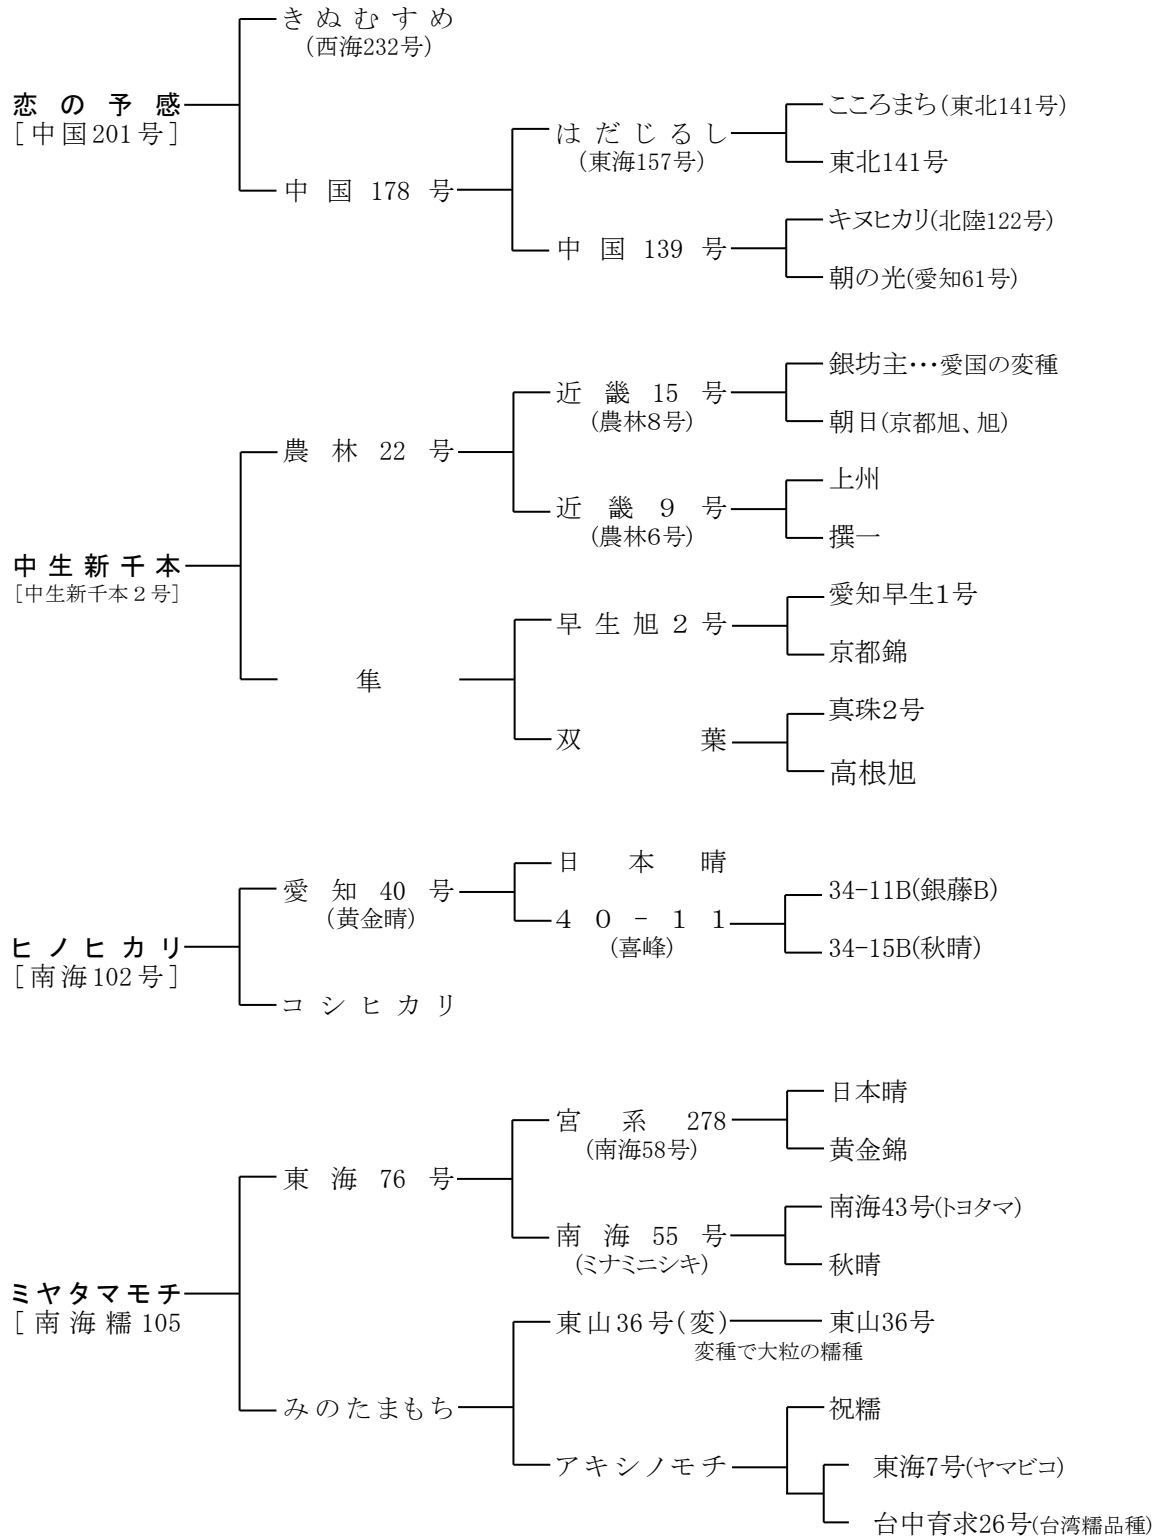 きぬむすめ
(西海232号)
恋の予感
[中国201号]
中国178号
はだじるし
(東海157号)
こころまち(東北141号)
東北141号
中国139号
キヌヒカリ(北陸122号)
朝の光(愛知61号)
中生新千本
[中生新千本2号]
農林22号
近畿15号
(農林8号)
銀坊主…愛国の変種
朝日(京都旭、旭)
近畿9号
(農林6号)
上州
撰一
隼
早生旭2号
愛知早生1号
京都錦
双葉
真珠2号
高根旭
ヒノヒカリ
[南海102号]
愛知40号
(黄金晴)
日本晴
40-11
(喜峰)
34-11B(銀藤B)
34-15B(秋晴)
コシヒカリ
ミヤタマモチ
[南海糯105
東海76号
宮系278
(南海58号)
日本晴
黄金錦
南海55号
(ミナミニシキ)
南海43号(トヨタマ)
秋晴
みのたまもち
東山36号(変)
変種で大粒の糯種
東山36号
アキシノモチ
祝糯
東海7号(ヤマビコ)
台中育求26号(台湾糯品種)